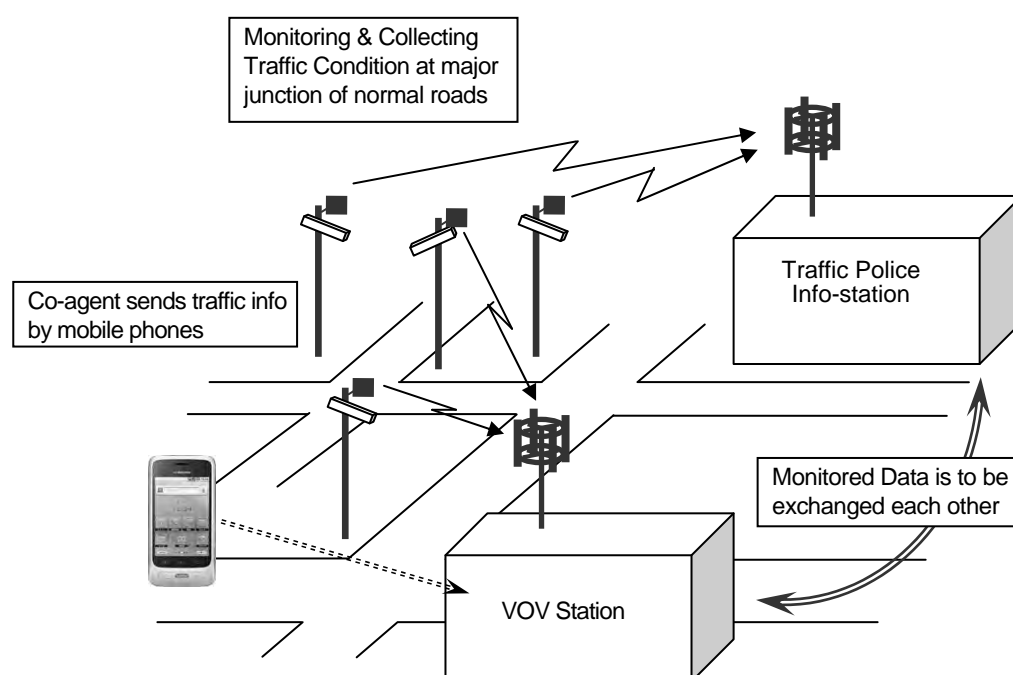 Monitoring & Collecting
Traffic Condition at major
junction of normal roads
Traffic Police
Info-station
Co-agent sends traffic info
by mobile phones
Monitored Data is to be
exchanged each other
VOV Station